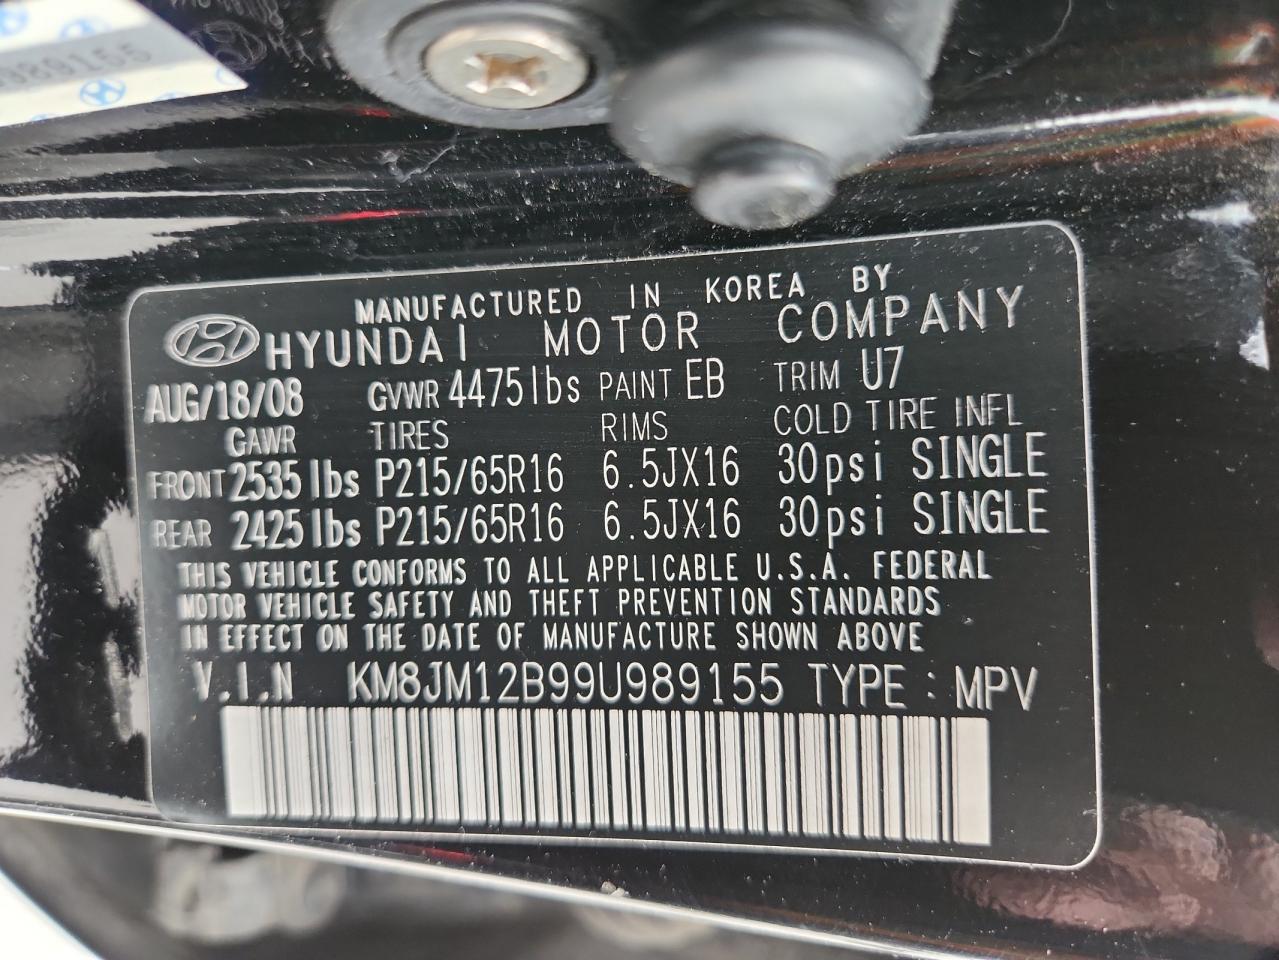 989155
MANUFACTURED IN KOREA BY
HYUNDAI MOTOR COMPANY
AUG/18/08 GVWR 4475lbs PAINT EB TRIM U7
GAWR TIRES RIMS COLD TIRE INFL
FRONT 2535lbs P215/65R16 6.5JX16 30psi SINGLE
REAR 2425lbs P215/65R16 6.5JX16 30psi SINGLE
THIS VEHICLE CONFORMS TO ALL APPLICABLE U.S.A. FEDERAL
MOTOR VEHICLE SAFETY AND THEFT PREVENTION STANDARDS
IN EFFECT ON THE DATE OF MANUFACTURE SHOWN ABOVE
V.I.N KM8JM12B99U989155 TYPE : MPV